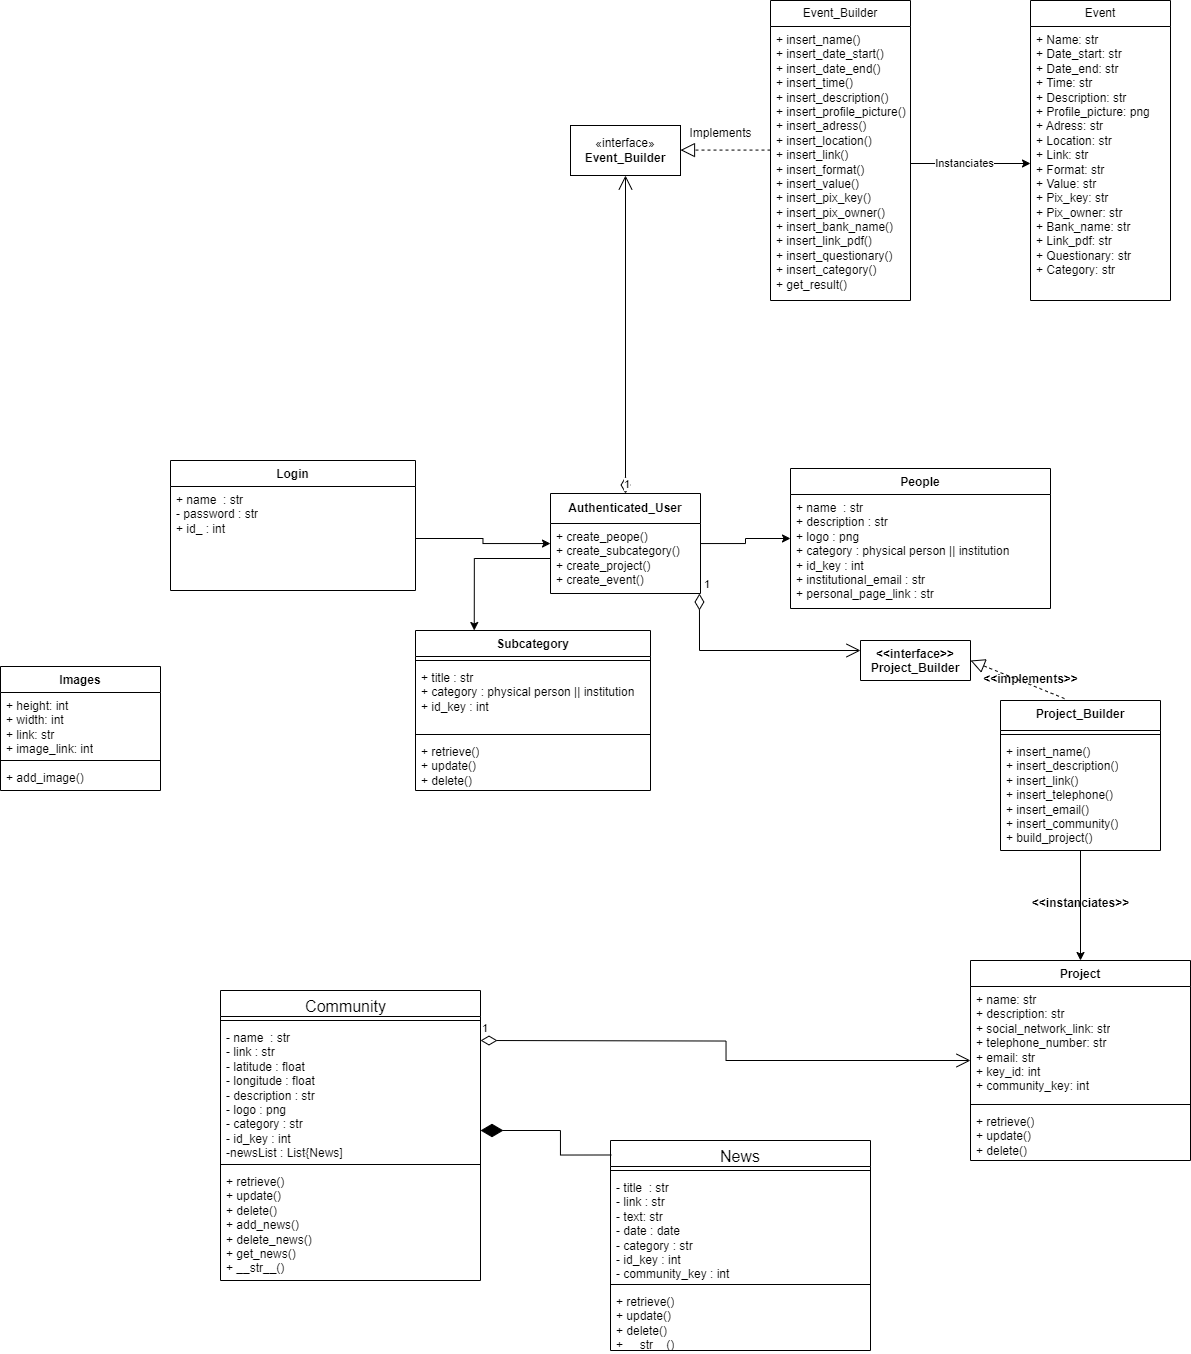 Event_Builder
+ insert_name()
+ insert_date_start()
+ insert_date_end()
+ insert_time()
+ insert_description()
+ insert_profile_picture()
+ insert_adress()
+ insert_location()
+ insert_link()
+ insert_format()
+ insert_value()
+ insert_pix_key()
+ insert_pix_owner()
+ insert_bank_name()
+ insert_link_pdf()
+ insert_questionary()
+ insert_category()
+ get_result()
Instanciates
Event
+ Name: str
+ Date_start: str
+ Date_end: str
+ Time: str
+ Description: str
+ Profile_picture: png
+ Adress: str
+ Location: str
+ Link: str
+ Format: str
+ Value: str
+ Pix_key: str
+ Pix_owner: str
+ Bank_name: str
+ Link_pdf: str
+ Questionary: str
+ Category: str
Implements
«interface»
Event_Builder
1
Login
+ name  : str
- password : str
+ id_ : int
Authenticated_User
+ create_peope()
+ create_subcategory()
+ create_project()
+ create_event()
1
People
+ name  : str
+ description : str
+ logo : png
+ category : physical person || institution
+ id_key : int
+ institutional_email : str
+ personal_page_link : str
Subcategory
+ title : str
+ category : physical person || institution
+ id_key : int
+ retrieve()
+ update()
+ delete()
Images
+ height: int
+ width: int
+ link: str
+ image_link: int
+ add_image()
<<interface>>
Project_Builder
<<implements>>
Project_Builder
+ insert_name()
+ insert_description()
+ insert_link()
+ insert_telephone()
+ insert_email()
+ insert_community()
+ build_project()
<<instanciates>>
Project
+ name: str
+ description: str
+ social_network_link: str
+ telephone_number: str
+ email: str
+ key_id: int
+ community_key: int
+ retrieve()
+ update()
+ delete()
Community
1
- name  : str
- link : str
- latitude : float
- longitude : float
- description : str
- logo : png
- category : str
- id_key : int
-newsList : List{News]
+ retrieve()
+ update()
+ delete()
+ add_news()
+ delete_news()
+ get_news()
+ __str__()
News
- title  : str
- link : str
- text: str
- date : date
- category : str
- id_key : int
- community_key : int
+ retrieve()
+ update()
+ delete()
+ __str__()